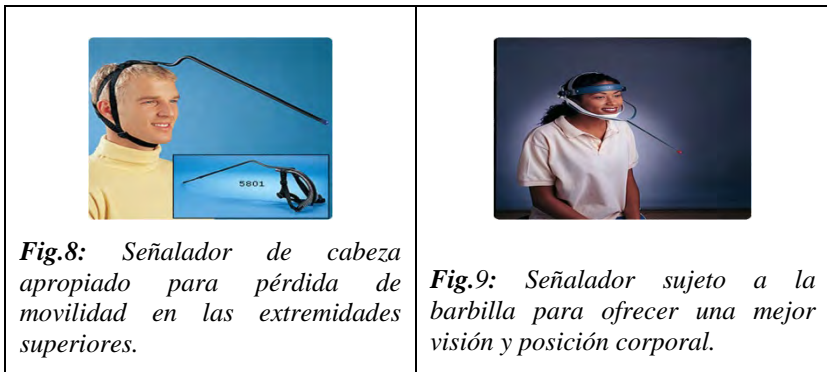 5801
Fig.8: Señalador de cabeza
apropiado para pérdida de
movilidad en las extremidades
superiores.
Fig.9: Señalador sujeto a la
barbilla para ofrecer una mejor
visión y posición corporal.